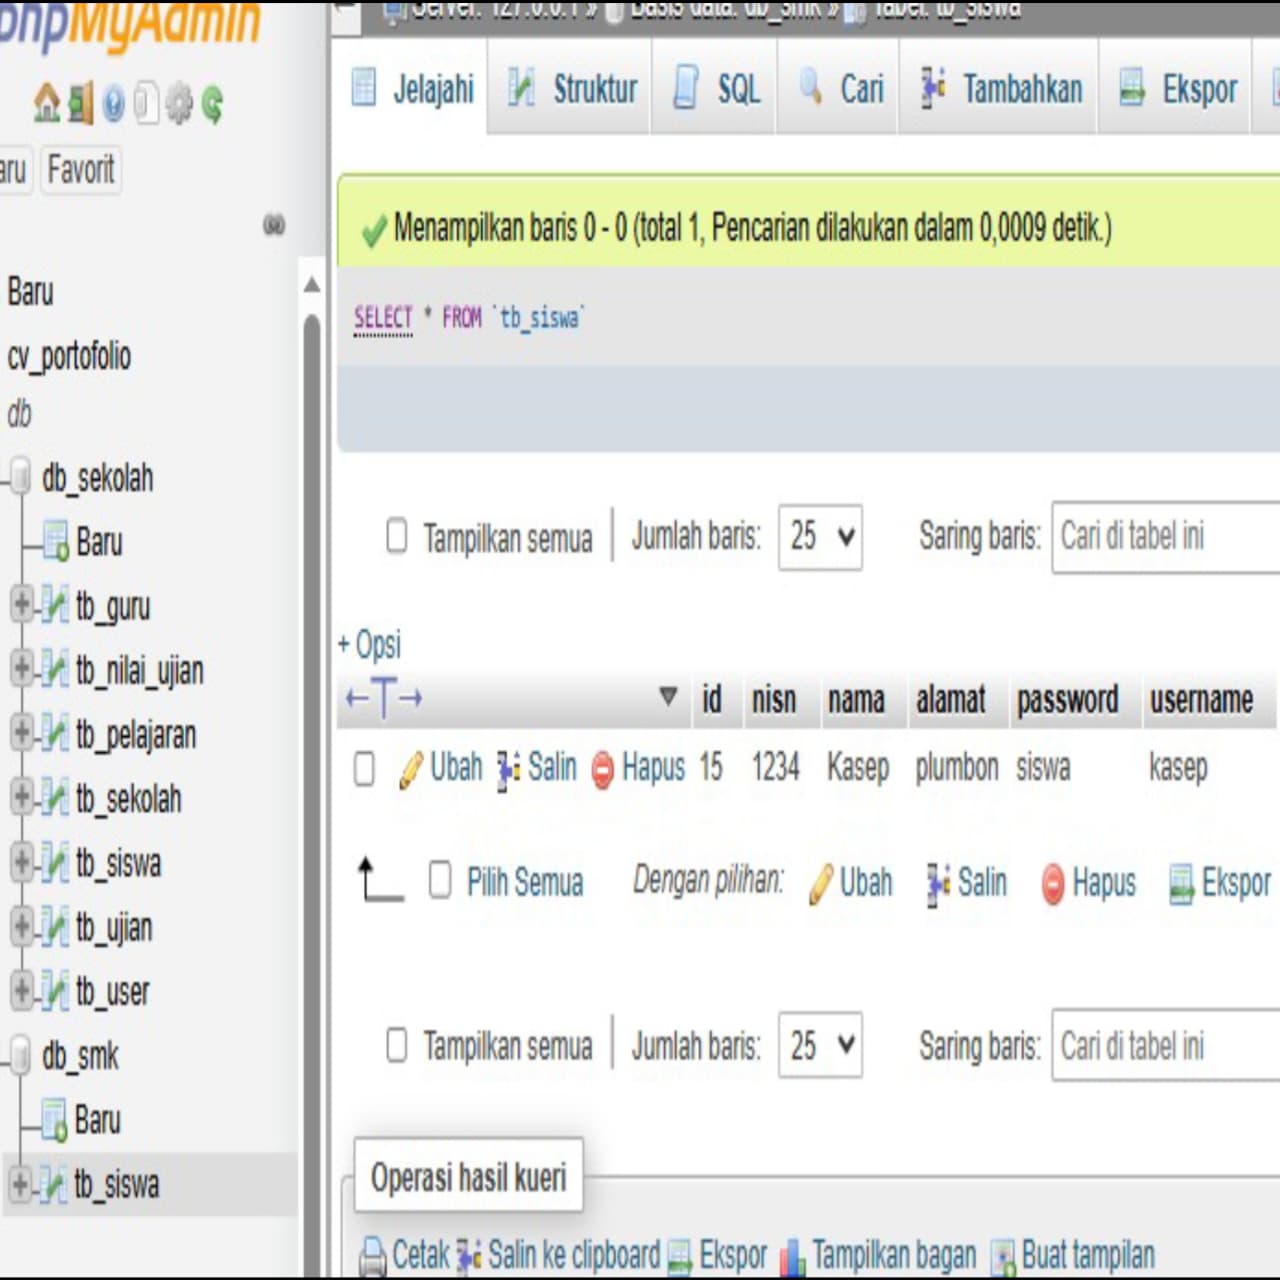 phpMyAdmin
Server: 127.0.0.1 » Basis data: db_smk » Tabel: tb_siswa
Jelajahi Struktur SQL Cari Tambahkan Ekspor
Favorit
Menampilkan baris 0 - 0 (total 1, Pencarian dilakukan dalam 0,0009 detik.)
SELECT * FROM `tb_siswa`
Baru
cv_portofolio
db
db_sekolah
Baru
tb_guru
tb_nilai_ujian
tb_pelajaran
tb_sekolah
tb_siswa
tb_ujian
tb_user
db_smk
Baru
tb_siswa
Tampilkan semua | Jumlah baris: 25 Saring baris: Cari di tabel ini
+ Opsi
←T→ ▼ id nisn nama alamat password username
Ubah Salin Hapus 15 1234 Kasep plumbon siswa kasep
Pilih Semua Dengan pilihan: Ubah Salin Hapus Ekspor
Tampilkan semua | Jumlah baris: 25 Saring baris: Cari di tabel ini
Operasi hasil kueri
Cetak Salin ke clipboard Ekspor Tampilkan bagan Buat tampilan